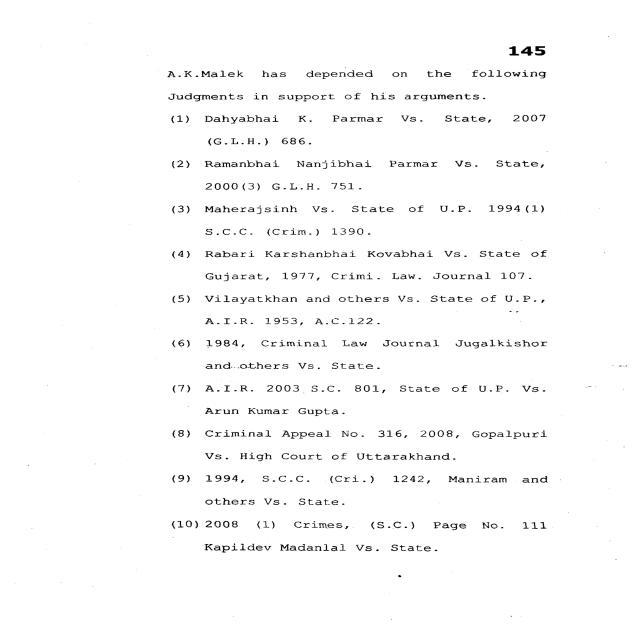 145
A.K.Malek has depended on the following
Judgments in support of his arguments.
(1) Dahyabhai K. Parmar Vs. State, 2007
(G.L.H.) 686.
(2) Ramanbhai Nanjibhai Parmar Vs. State,
2000(3) G.L.H. 751.
(3) Maherajsinh Vs. State of U.P. 1994(1)
S.C.C. (Crim.) 1390.
(4) Rabari Karshanbhai Kovabhai Vs. State of
Gujarat, 1977, Crimi. Law. Journal 107.
(5) Vilayatkhan and others Vs. State of U.P.,
A.I.R. 1953, A.C.122.
(6) 1984, Criminal Law Journal Jugalkishor
and others Vs. State.
(7) A.I.R. 2003 S.C. 801, State of U.P. Vs.
Arun Kumar Gupta.
(8) Criminal Appeal No. 316, 2008, Gopalpuri
Vs. High Court of Uttarakhand.
(9) 1994, S.C.C. (Cri.) 1242, Maniram and
others Vs. State.
(10) 2008 (1) Crimes, (S.C.) Page No. 111
Kapildev Madanlal Vs. State.